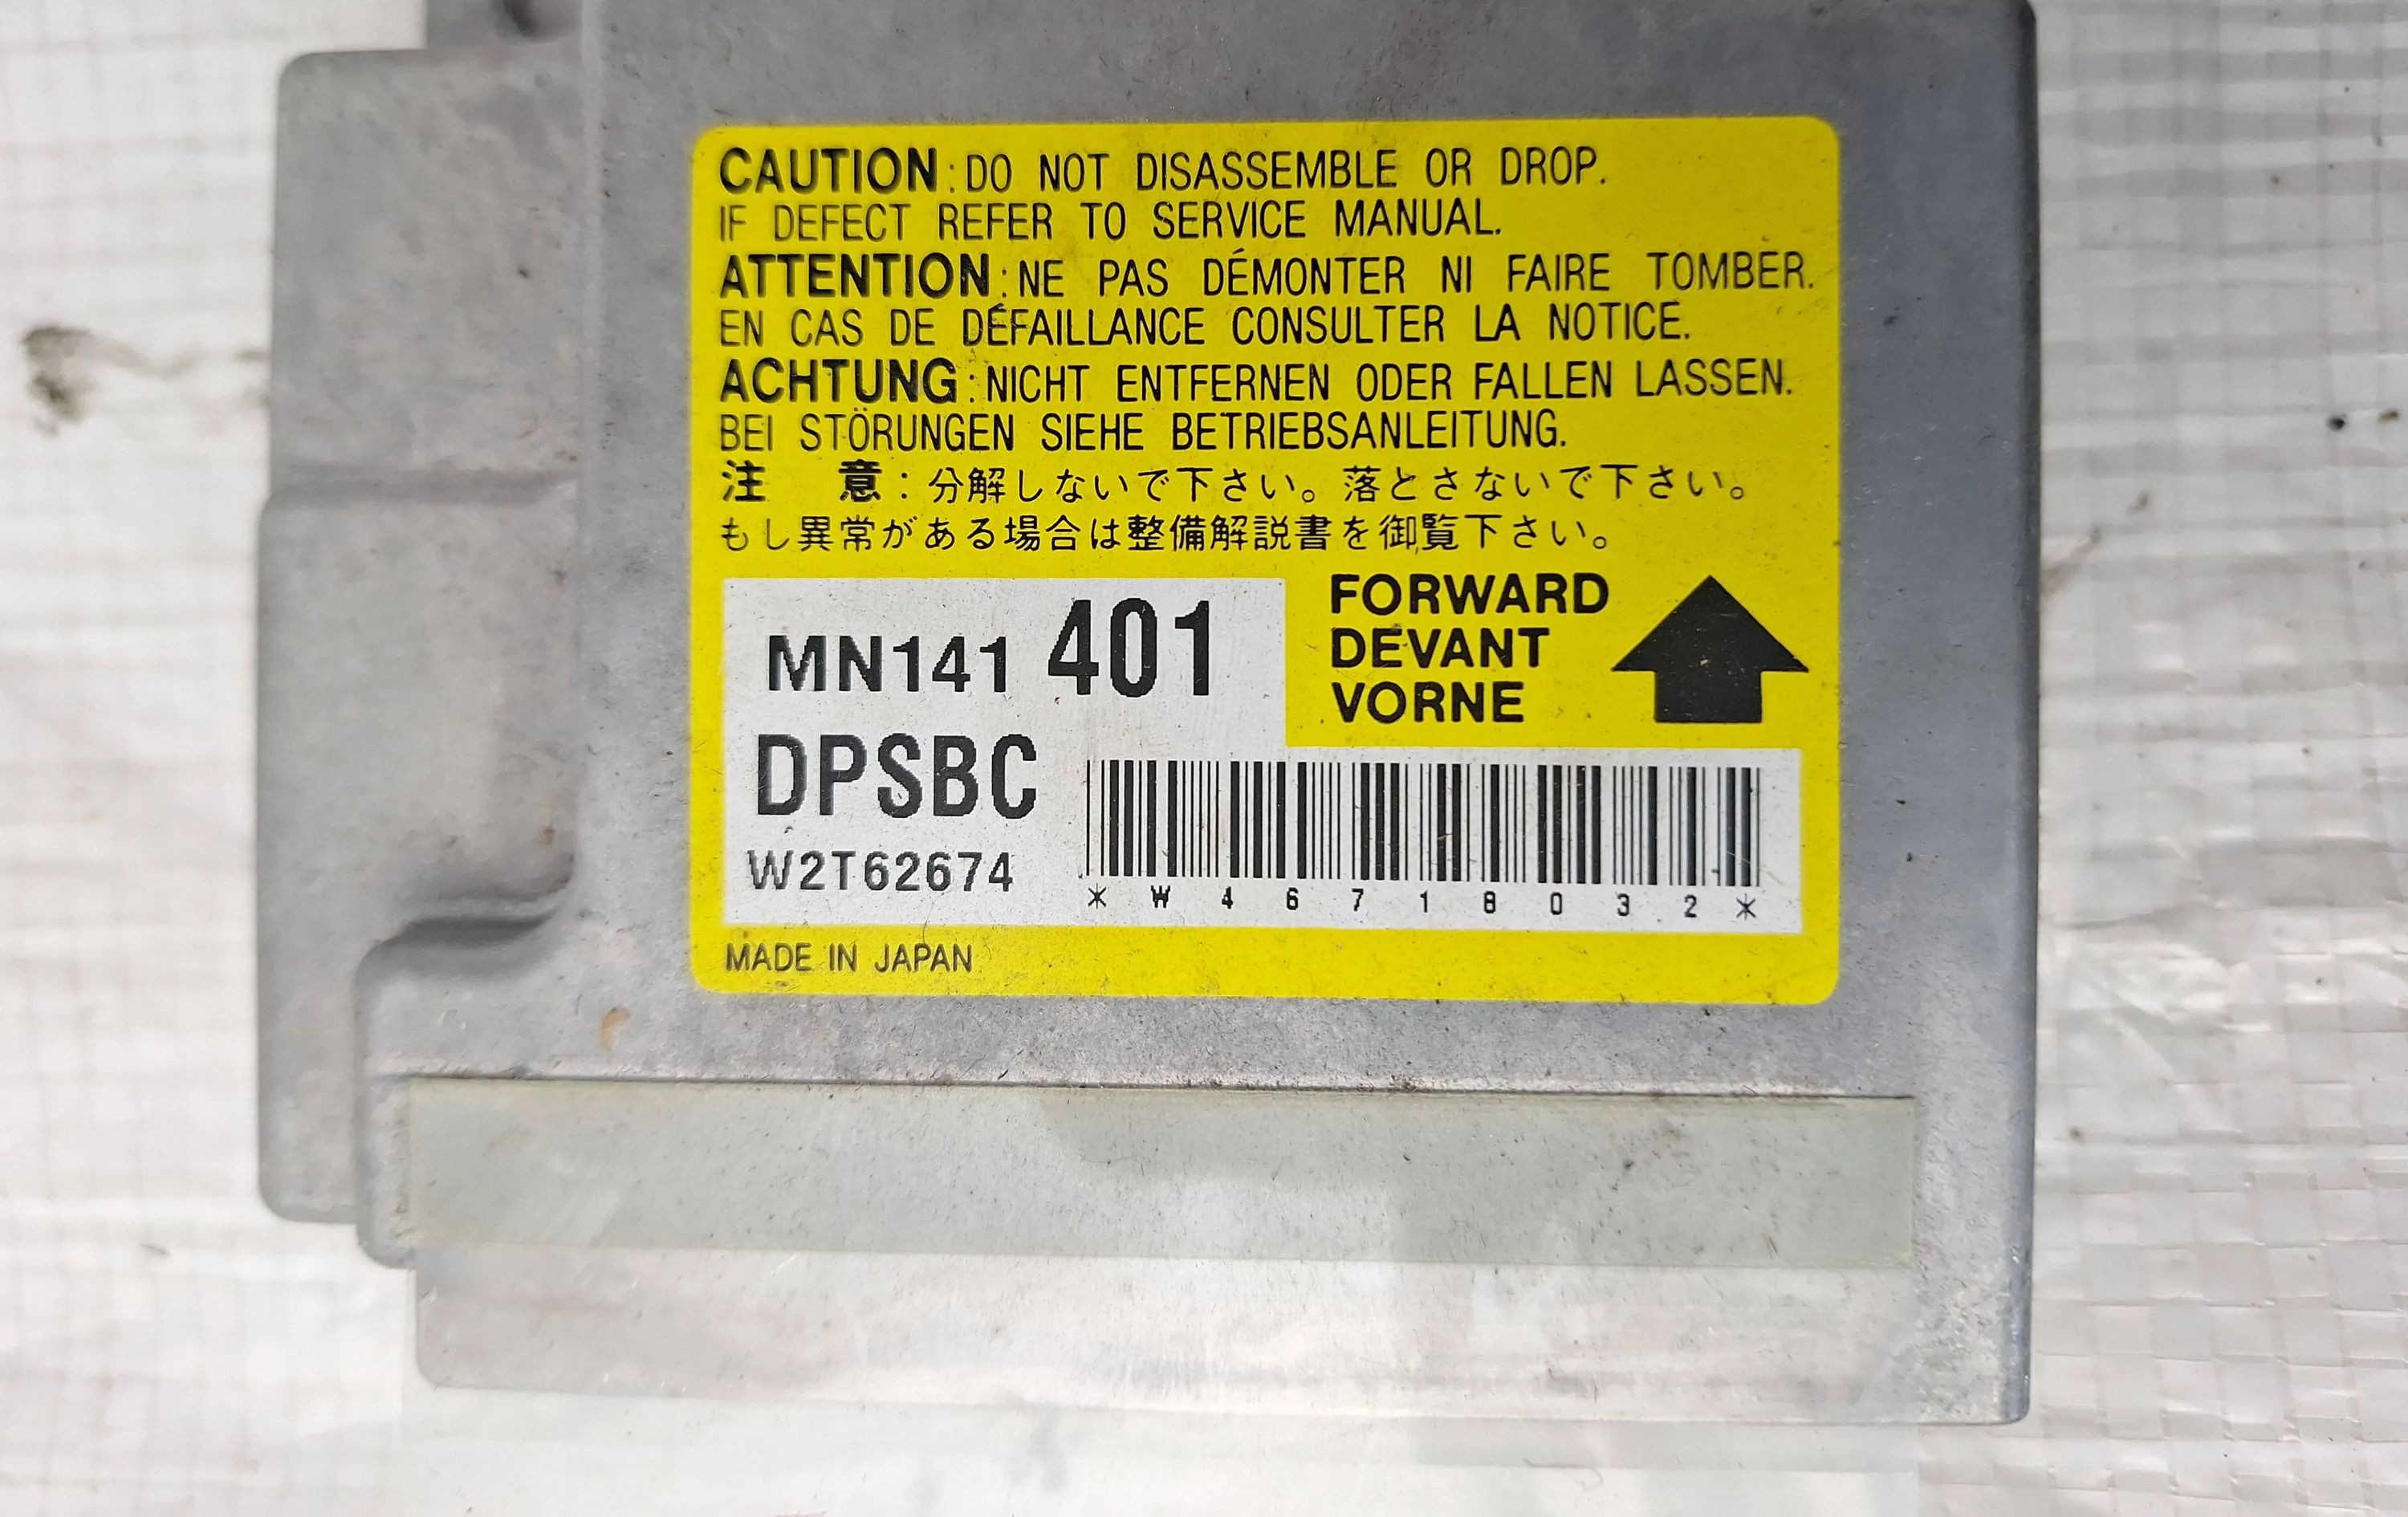 CAUTION:DO NOT DISASSEMBLE OR DROP.
IF DEFECT REFER TO SERVICE MANUAL.
ATTENTION:NE PAS DÉMONTER NI FAIRE TOMBER.
EN CAS DE DÉFAILLANCE CONSULTER LA NOTICE.
ACHTUNG:NICHT ENTFERNEN ODER FALLEN LASSEN.
BEI STÖRUNGEN SIEHE BETRIEBSANLEITUNG.
注 意:分解しないで下さい。落とさないで下さい。
もし異常がある場合は整備解説書を御覧下さい。
MN141 401
FORWARD
DEVANT
VORNE
DPSBC
W2T62674
*W46718032*
MADE IN JAPAN